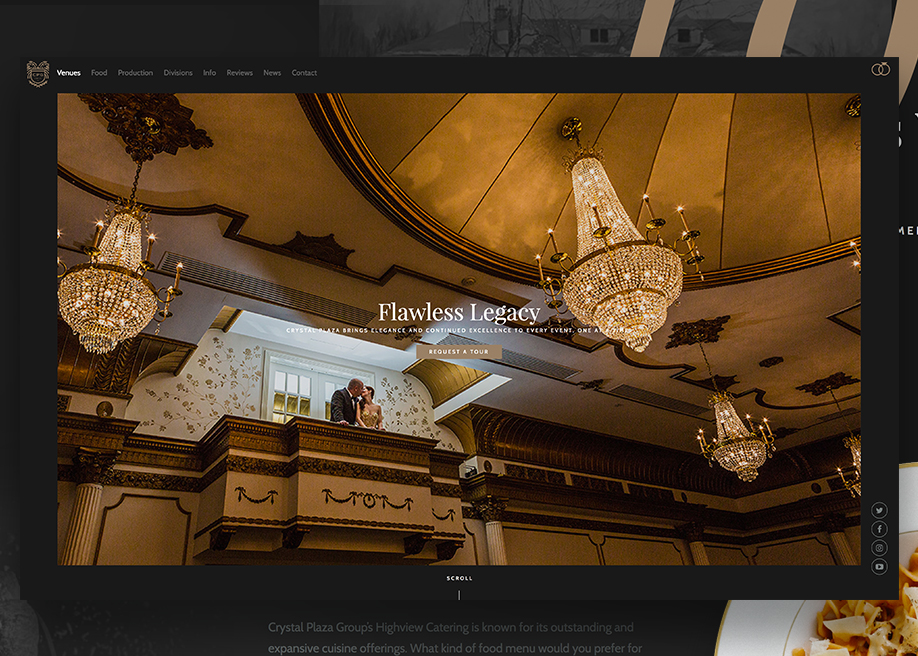 Venues Food Production Divisions Info Reviews News Contact
Flawless Legacy
CRYSTAL PLAZA BRINGS ELEGANCE AND CONTINUED EXCELLENCE TO EVERY EVENT, ONE AT A TIME.
REQUEST A TOUR
SCROLL
Crystal Plaza Group's Highview Catering is known for its outstanding and
expansive cuisine offerings. What kind of food menu would you prefer for